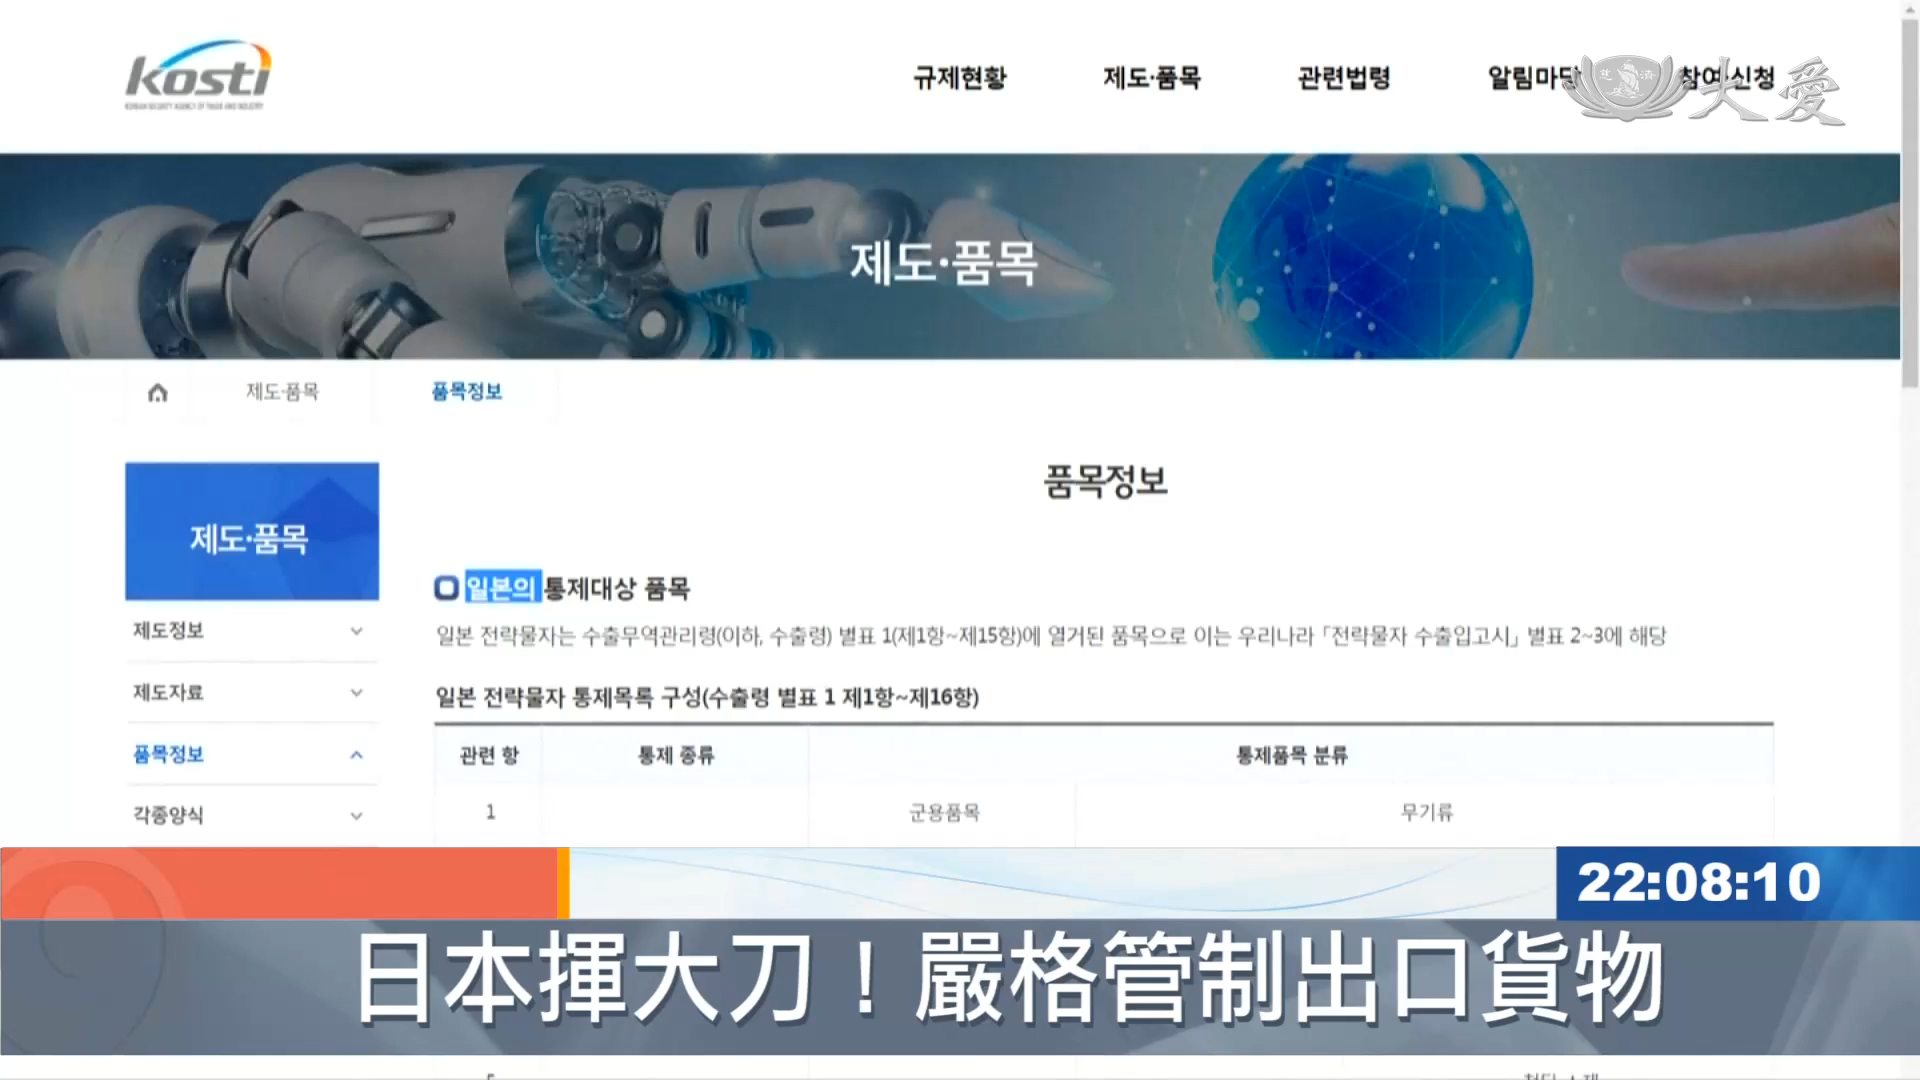 kosti
KOREAN SECURITY AGENCY OF TRADE AND INDUSTRY
규제현황
제도·품목
관련법령
알림마당
참여·신청
慈濟
大愛
제도·품목
제도·품목
품목정보
품목정보
제도·품목
제도정보
제도자료
품목정보
각종양식
일본의 통제대상 품목
일본 전략물자는 수출무역관리령(이하, 수출령) 별표 1(제1항~제15항)에 열거된 품목으로 이는 우리나라 「전략물자 수출입고시」 별표 2~3에 해당
일본 전략물자 통제목록 구성(수출령 별표 1 제1항~제16항)
관련 항 통제 종류 통제품목 분류
1 군용품목 무기류
22:08:10
日本揮大刀！嚴格管制出口貨物